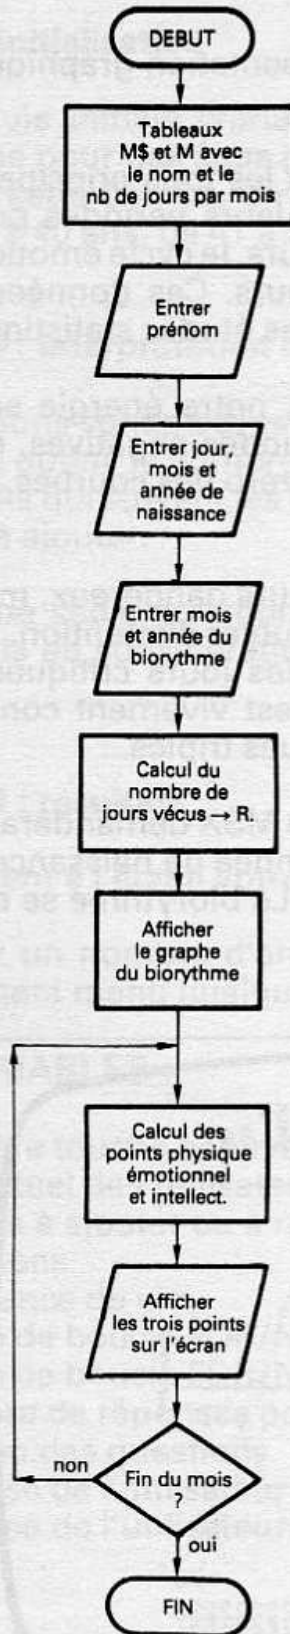 DEBUT
Tableaux
M$ et M avec
le nom et le
nb de jours par mois
Entrer
prénom
Entrer jour,
mois et
année de
naissance
Entrer mois
et année du
biorythme
Calcul du
nombre de
jours vécus → R.
Afficher
le graphe
du biorythme
Calcul des
points physique
émotionnel
et intellect.
Afficher
les trois points
sur l'écran
non
Fin du mois
?
oui
FIN